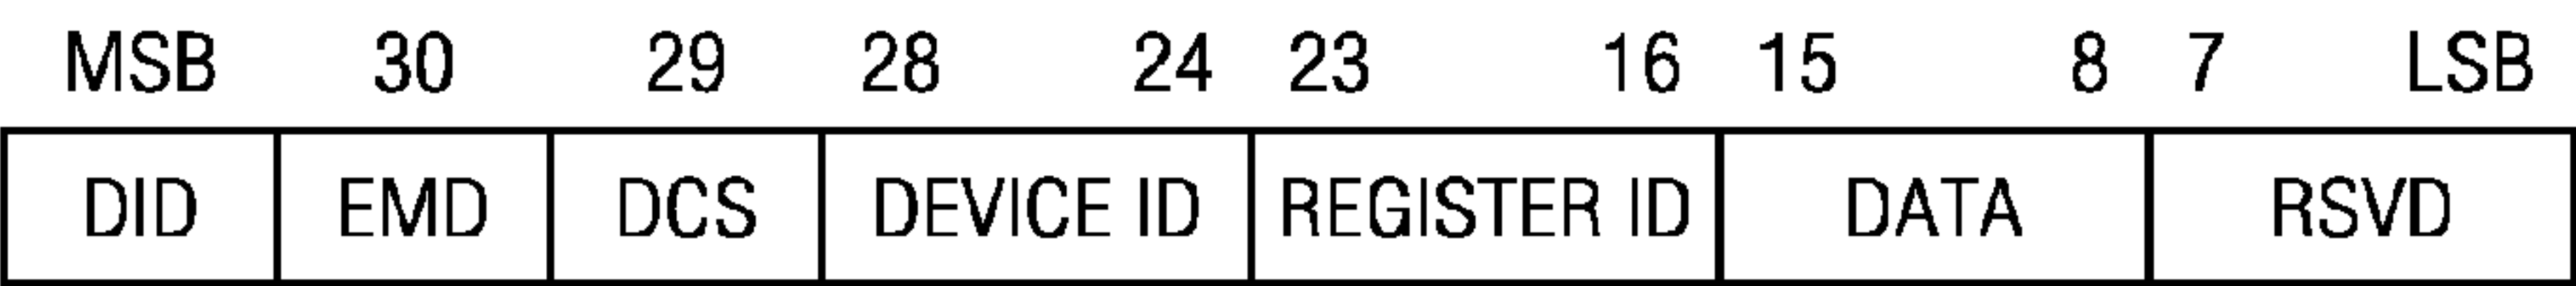 MSB 30 29 28 24 23 16 15 8 7 LSB
DID EMD DCS DEVICE ID REGISTER ID DATA RSVD